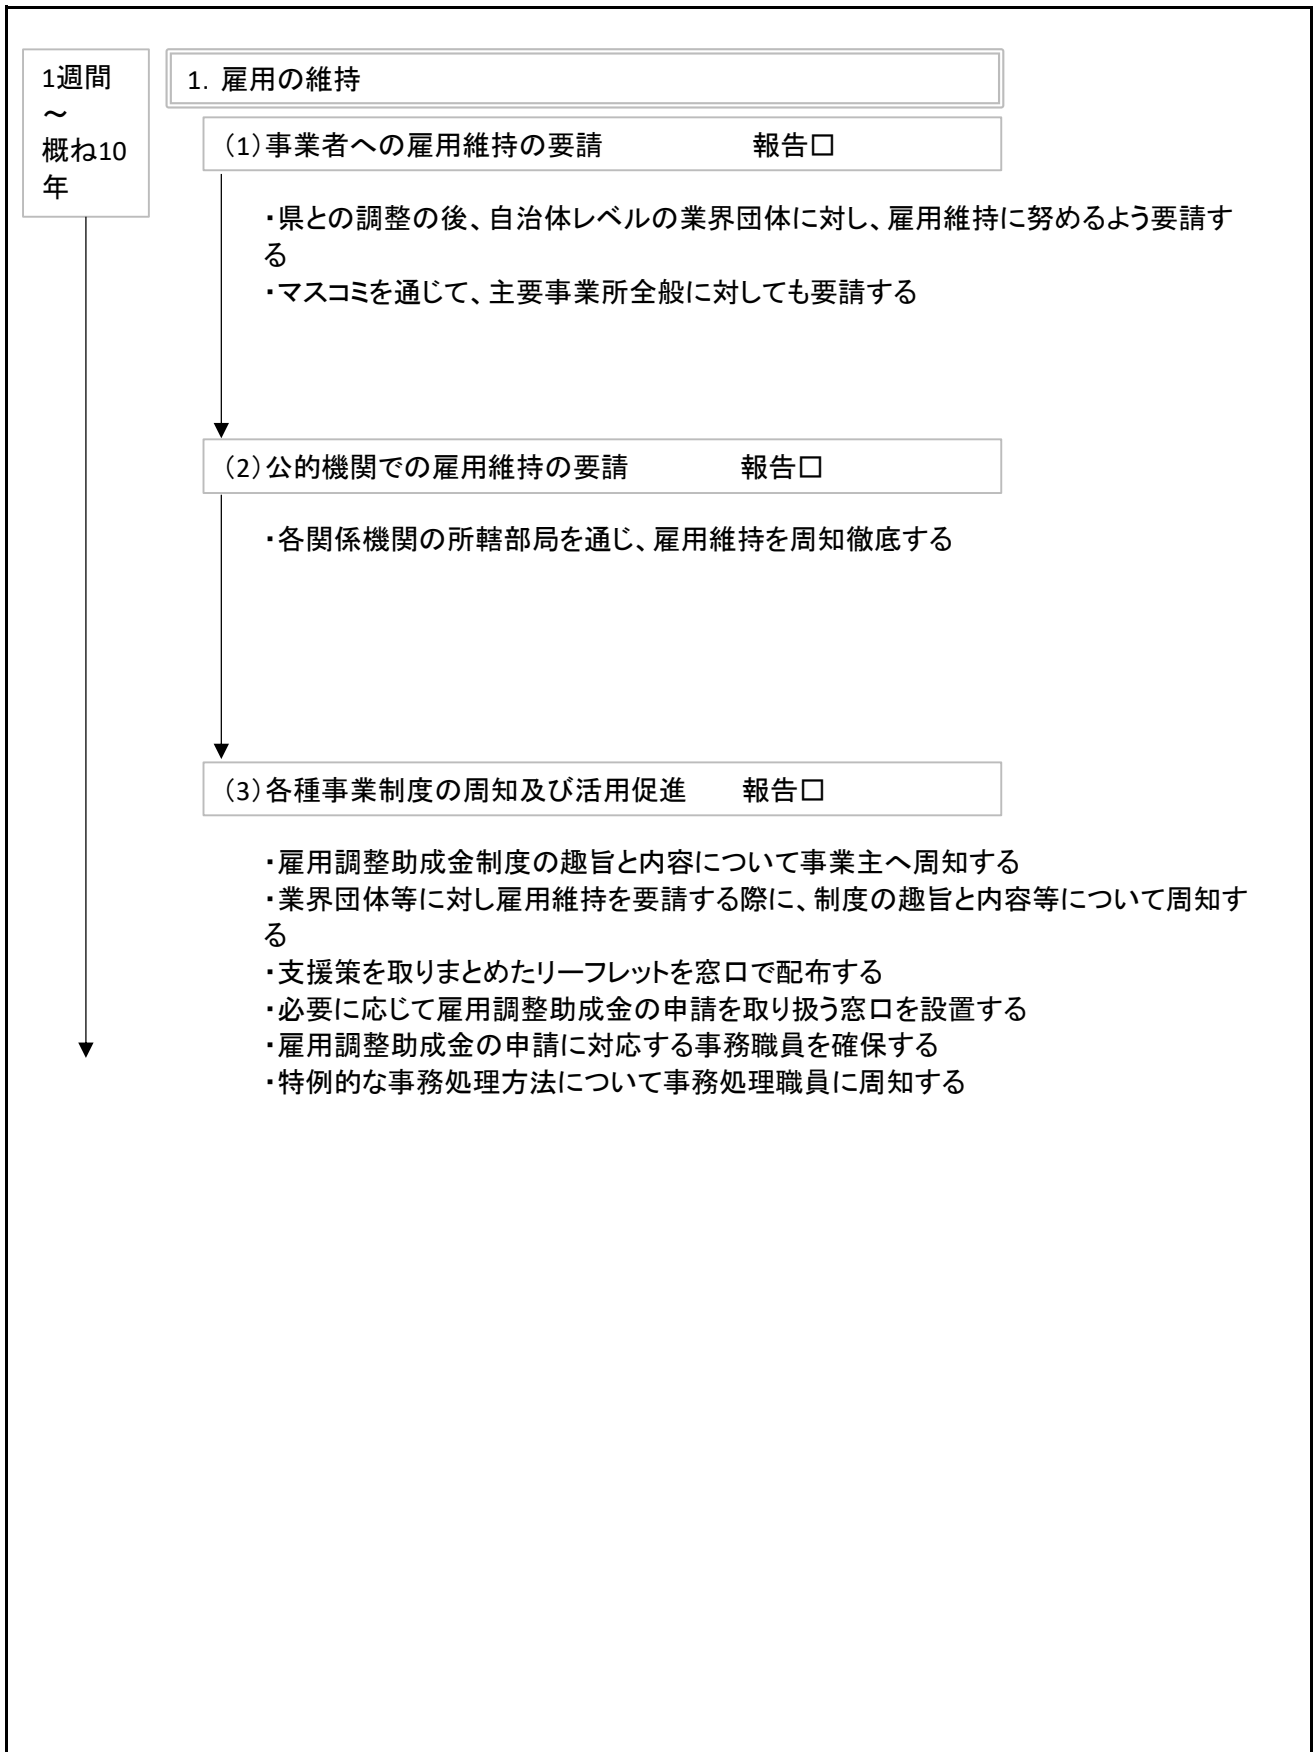 1週間
～
概ね10
年
1. 雇用の維持
（1）事業者への雇用維持の要請 報告□
・県との調整の後、自治体レベルの業界団体に対し、雇用維持に努めるよう要請す
る
・マスコミを通じて、主要事業所全般に対しても要請する
（2）公的機関での雇用維持の要請 報告□
・各関係機関の所轄部局を通じ、雇用維持を周知徹底する
（3）各種事業制度の周知及び活用促進 報告□
・雇用調整助成金制度の趣旨と内容について事業主へ周知する
・業界団体等に対し雇用維持を要請する際に、制度の趣旨と内容等について周知す
る
・支援策を取りまとめたリーフレットを窓口で配布する
・必要に応じて雇用調整助成金の申請を取り扱う窓口を設置する
・雇用調整助成金の申請に対応する事務職員を確保する
・特例的な事務処理方法について事務処理職員に周知する